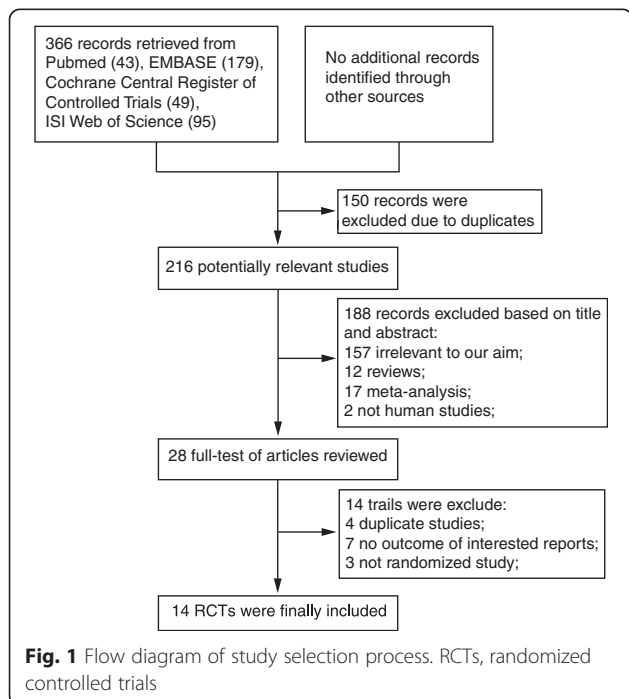 366 records retrieved from
Pubmed (43), EMBASE (179),
Cochrane Central Register of
Controlled Trials (49),
ISI Web of Science (95)
No additional records
identified through
other sources
150 records were
excluded due to duplicates
216 potentially relevant studies
188 records excluded based on title
and abstract:
157 irrelevant to our aim;
12 reviews;
17 meta-analysis;
2 not human studies;
28 full-test of articles reviewed
14 trails were exclude:
4 duplicate studies;
7 no outcome of interested reports;
3 not randomized study;
14 RCTs were finally included
Fig. 1 Flow diagram of study selection process. RCTs, randomized
controlled trials